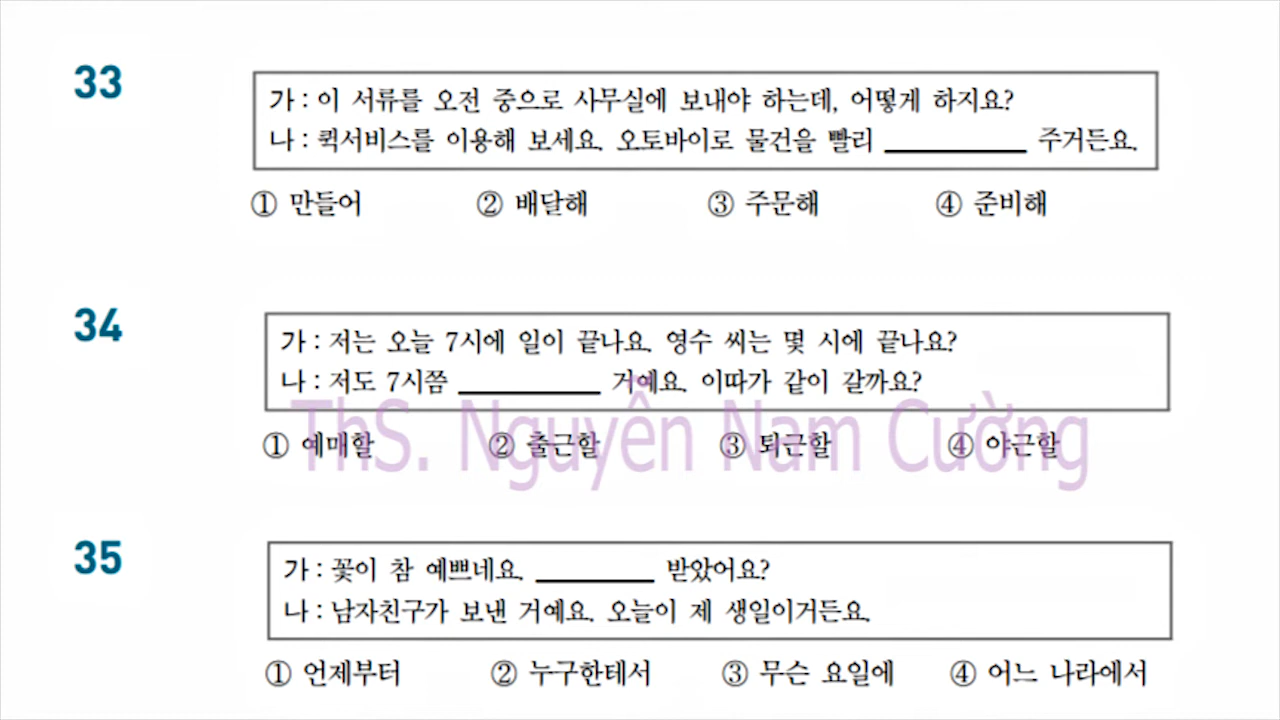 33
가 : 이 서류를 오전 중으로 사무실에 보내야 하는데, 어떻게 하지요?
나 : 퀵서비스를 이용해 보세요. 오토바이로 물건을 빨리 __________ 주거든요.
① 만들어 ② 배달해 ③ 주문해 ④ 준비해
34
가 : 저는 오늘 7시에 일이 끝나요. 영수 씨는 몇 시에 끝나요?
나 : 저도 7시쯤 __________ 거예요. 이따가 같이 갈까요?
ThS. Nguyễn Nam Cường
① 예매할 ② 출근할 ③ 퇴근할 ④ 야근할
35
가 : 꽃이 참 예쁘네요. __________ 받았어요?
나 : 남자친구가 보낸 거예요. 오늘이 제 생일이거든요.
① 언제부터 ② 누구한테서 ③ 무슨 요일에 ④ 어느 나라에서